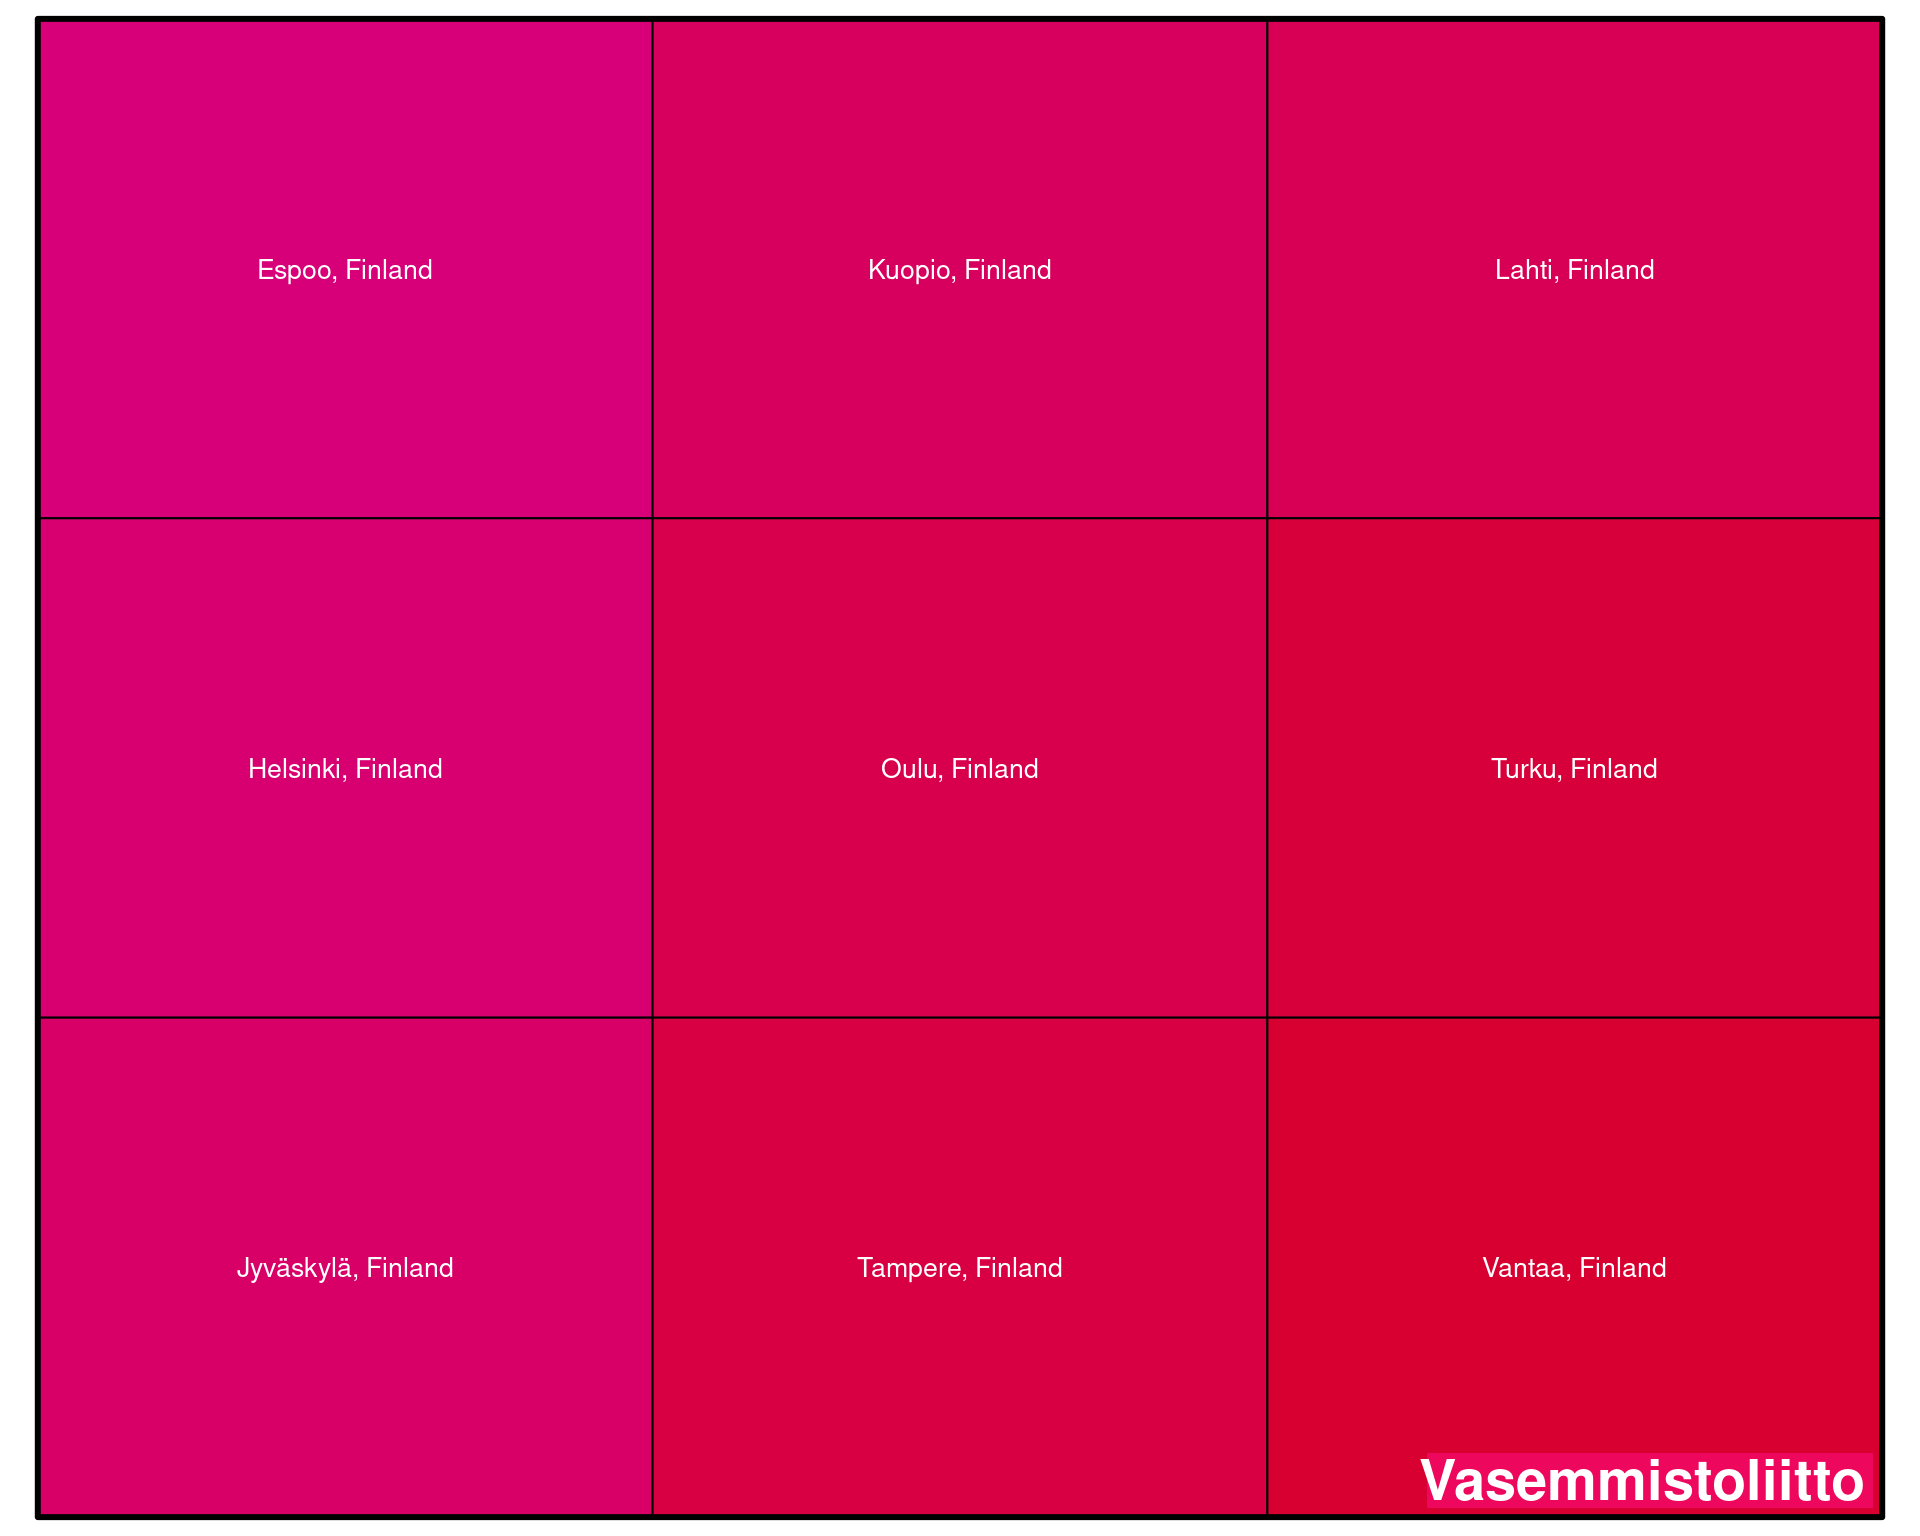 Espoo, Finland
Kuopio, Finland
Lahti, Finland
Helsinki, Finland
Oulu, Finland
Turku, Finland
Jyväskylä, Finland
Tampere, Finland
Vantaa, Finland
Vasemmistoliitto